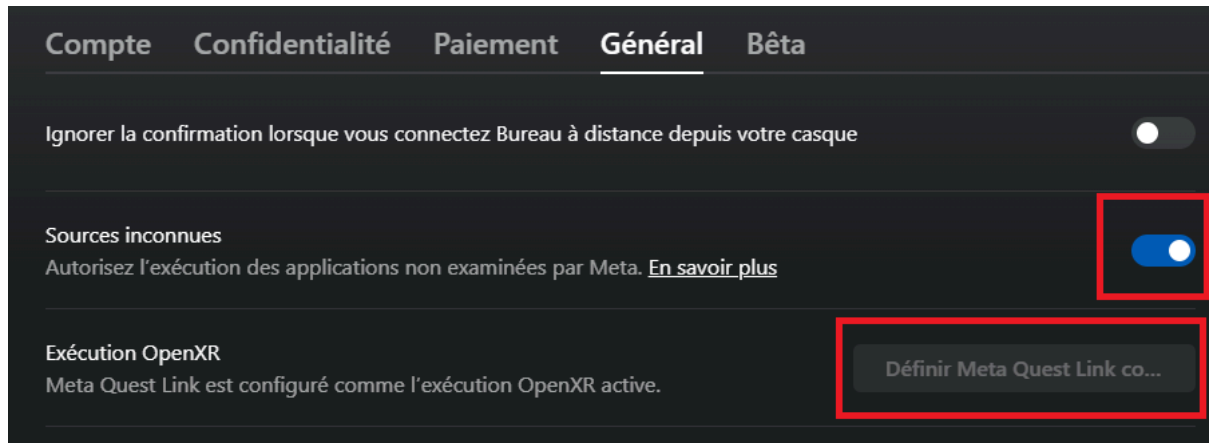 Compte Confidentialité Paiement Général Bêta
Ignorer la confirmation lorsque vous connectez Bureau à distance depuis votre casque
Sources inconnues
Autorisez l'exécution des applications non examinées par Meta. En savoir plus
Exécution OpenXR
Meta Quest Link est configuré comme l'exécution OpenXR active.
Définir Meta Quest Link co...